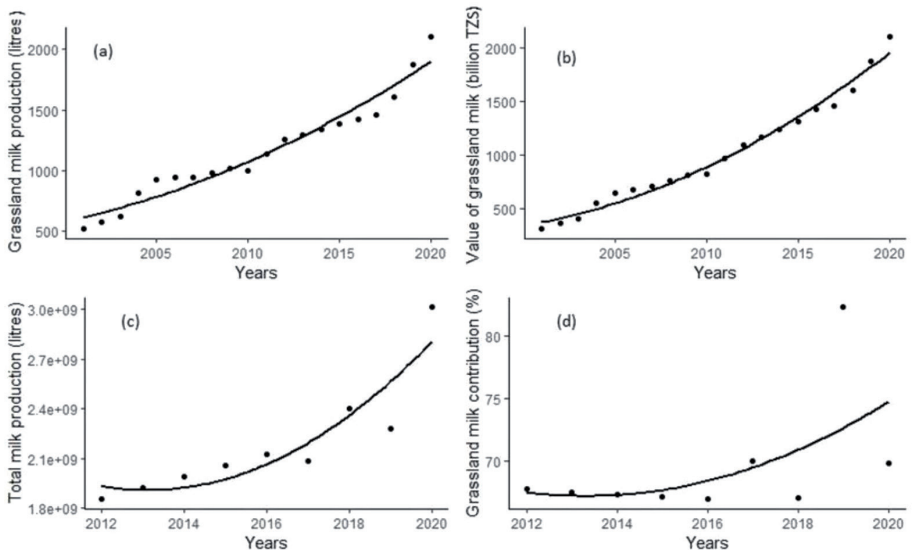 Grassland milk production (litres)
2000
1500
1000
500
(a)
2005
2010
2015
2020
Years
Value of grassland milk (billion TZS)
2000
1500
1000
500
(b)
2005
2010
2015
2020
Years
Total milk production (litres)
3.0e+09
2.7e+09
2.4e+09
2.1e+09
1.8e+09
(c)
2012
2014
2016
2018
2020
Years
Grassland milk contribution (%)
80
75
70
(d)
2012
2014
2016
2018
2020
Years